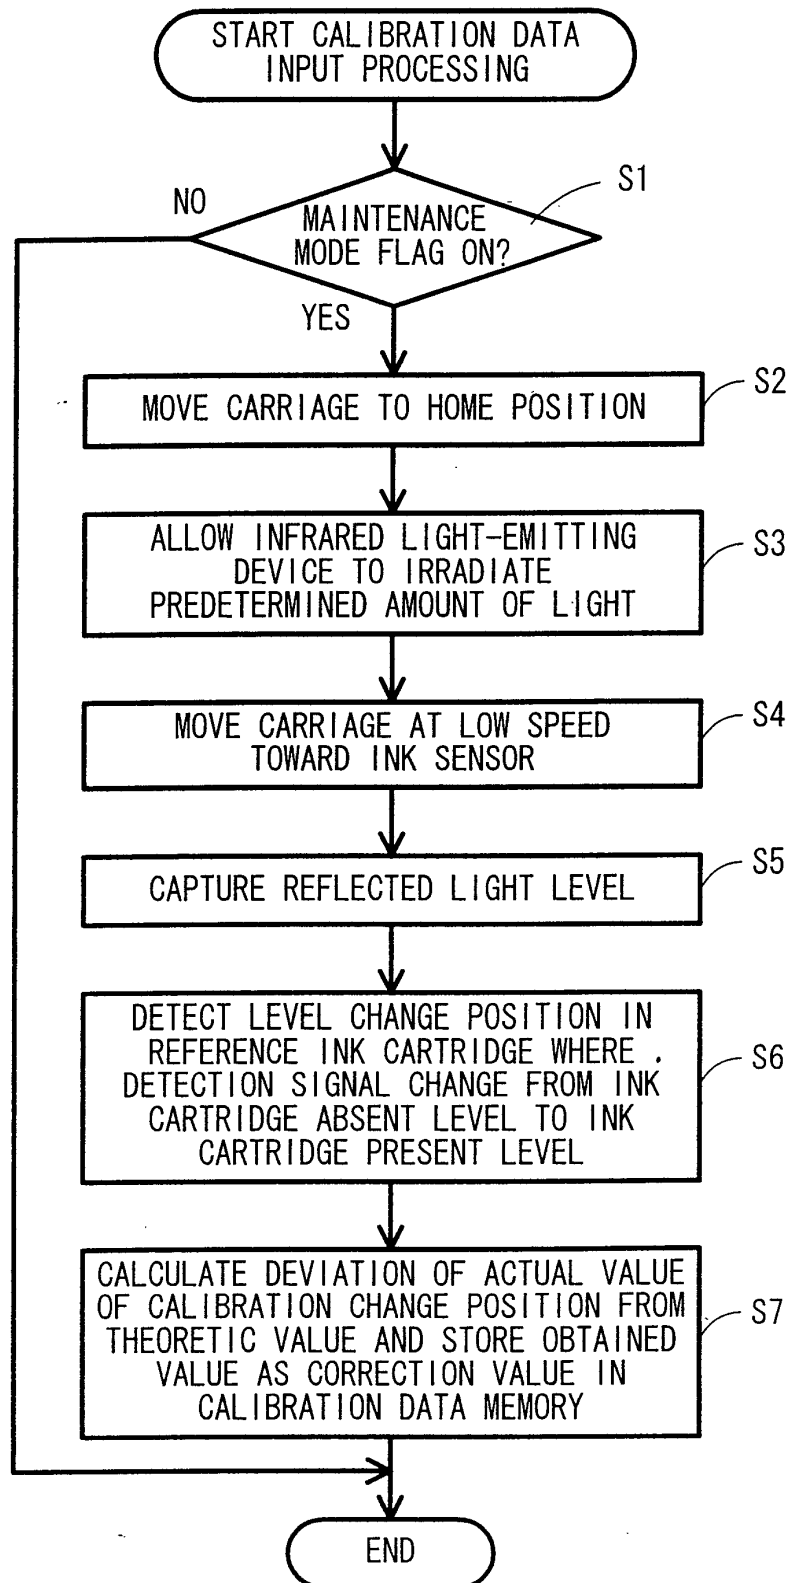 START CALIBRATION DATA
INPUT PROCESSING
S1
NO
MAINTENANCE
MODE FLAG ON?
YES
S2
MOVE CARRIAGE TO HOME POSITION
S3
ALLOW INFRARED LIGHT-EMITTING
DEVICE TO IRRADIATE
PREDETERMINED AMOUNT OF LIGHT
S4
MOVE CARRIAGE AT LOW SPEED
TOWARD INK SENSOR
S5
CAPTURE REFLECTED LIGHT LEVEL
S6
DETECT LEVEL CHANGE POSITION IN
REFERENCE INK CARTRIDGE WHERE
DETECTION SIGNAL CHANGE FROM INK
CARTRIDGE ABSENT LEVEL TO INK
CARTRIDGE PRESENT LEVEL
S7
CALCULATE DEVIATION OF ACTUAL VALUE
OF CALIBRATION CHANGE POSITION FROM
THEORETIC VALUE AND STORE OBTAINED
VALUE AS CORRECTION VALUE IN
CALIBRATION DATA MEMORY
END